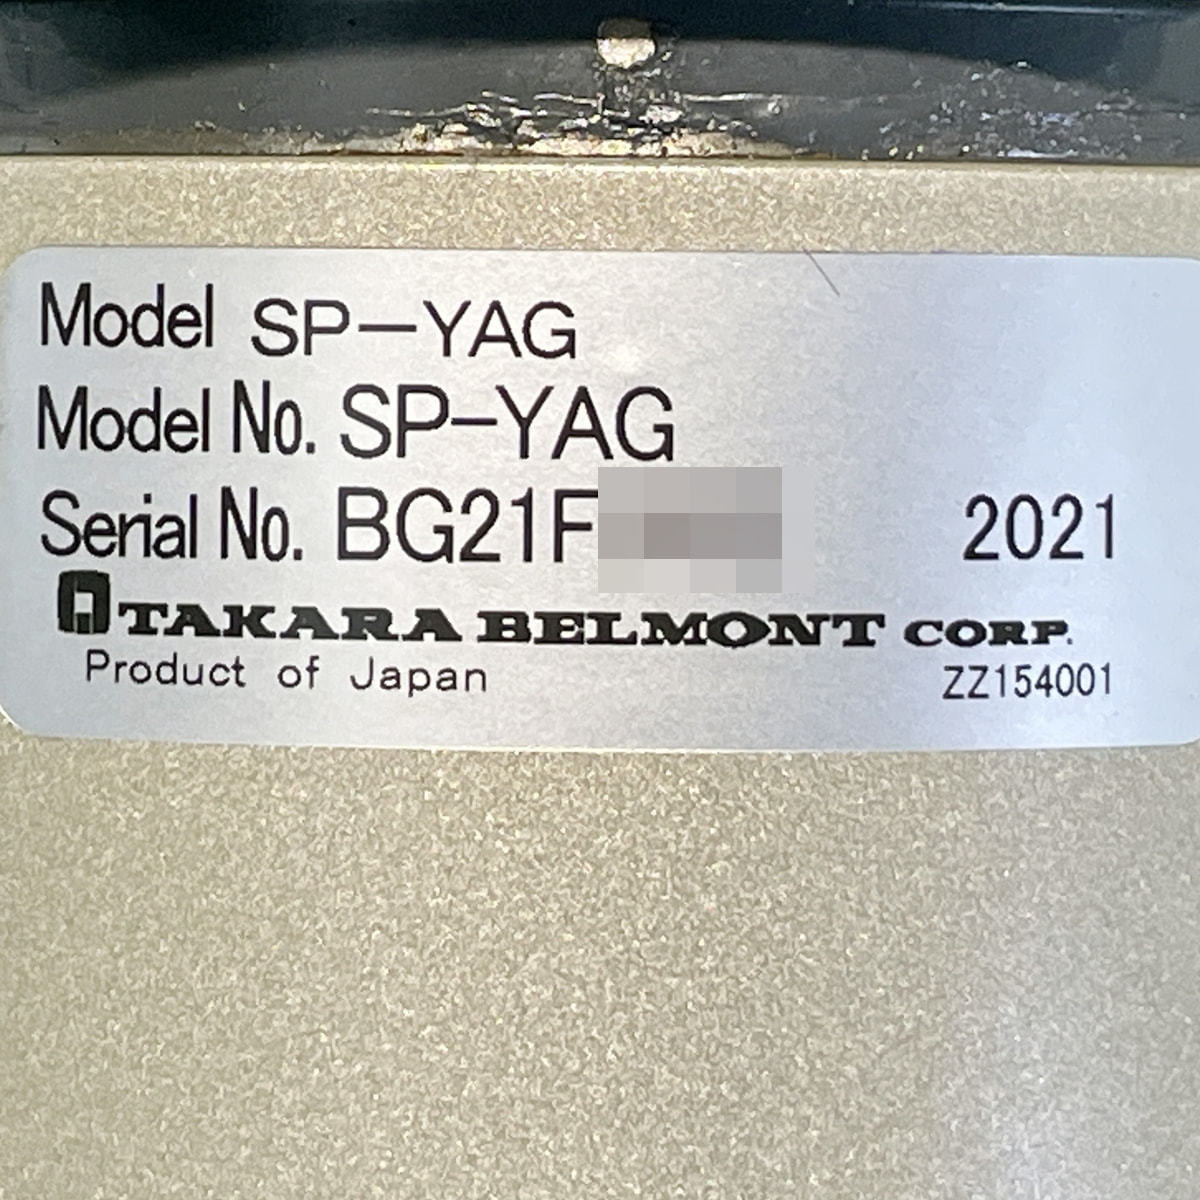 Model SP-YAG
Model No. SP-YAG
Serial No. BG21F 2021
TAKARA BELMONT CORP.
Product of Japan ZZ154001